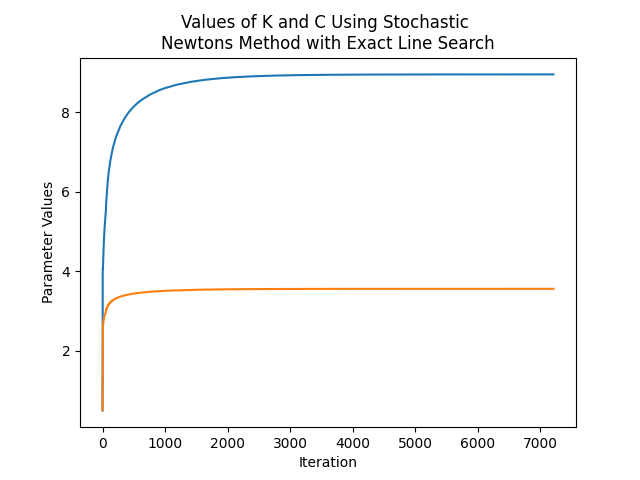 Values of K and C Using Stochastic
Newtons Method with Exact Line Search
Parameter Values
8
6
4
2
0 1000 2000 3000 4000 5000 6000 7000
Iteration